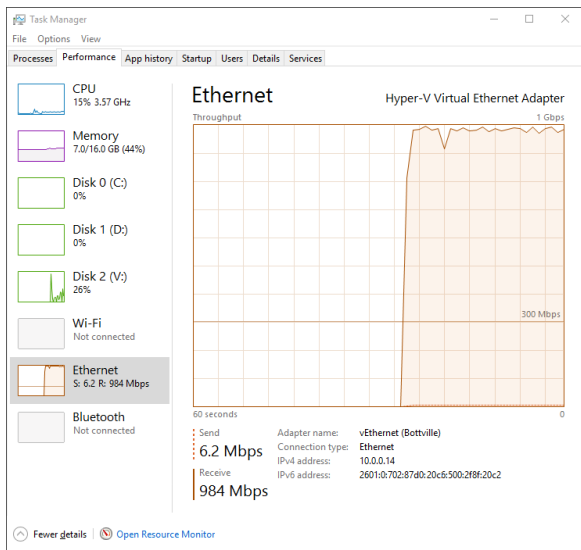 Task Manager
File Options View
Processes Performance App history Startup Users Details Services
CPU
15% 3.57 GHz
Memory
7.0/16.0 GB (44%)
Disk 0 (C:)
0%
Disk 1 (D:)
0%
Disk 2 (V:)
26%
Wi-Fi
Not connected
Ethernet
S: 6.2 R: 984 Mbps
Bluetooth
Not connected
Ethernet Hyper-V Virtual Ethernet Adapter
Throughput 1 Gbps
300 Mbps
60 seconds 0
Send
6.2 Mbps
Receive
984 Mbps
Adapter name: vEthernet (Bottville)
Connection type: Ethernet
IPv4 address: 10.0.0.14
IPv6 address: 2601:0:702:87d0:20c6:500:2f8f:20c2
Fewer details Open Resource Monitor